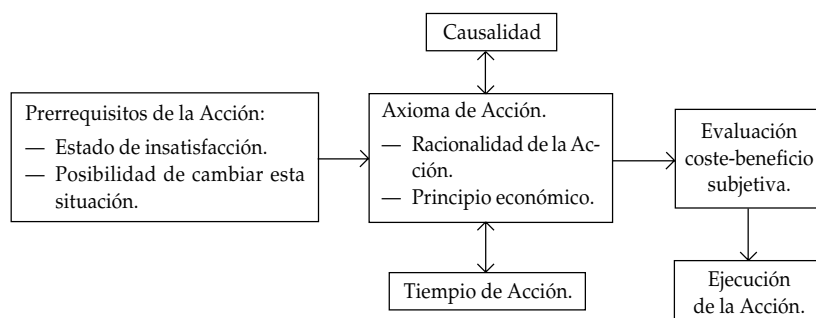 Causalidad
Prerrequisitos de la Acción:
— Estado de insatisfacción.
— Posibilidad de cambiar esta
situación.
Axioma de Acción.
— Racionalidad de la Ac-
ción.
— Principio económico.
Evaluación
coste-beneficio
subjetiva.
Tiempio de Acción.
Ejecución
de la Acción.